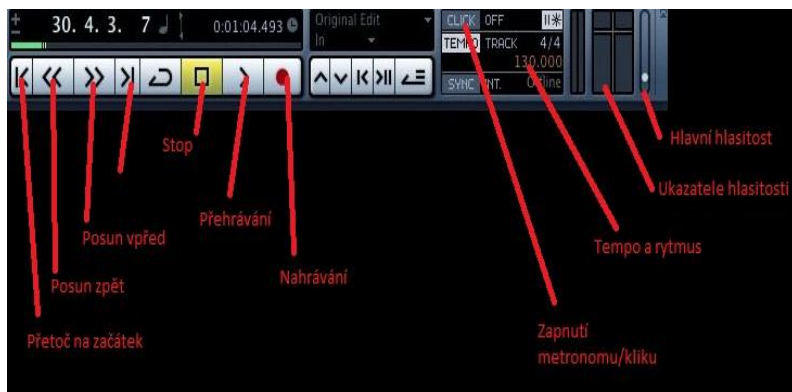 30. 4. 3. 7
0:01:04.493
Original Edit
In
CLICK OFF
TEMPO TRACK 4/4
130.000
SYNC INT. Offline
Hlavní hlasitost
Stop
Ukazatele hlasitosti
Přehrávání
Posun vpřed
Tempo a rytmus
Nahrávání
Posun zpět
Zapnutí
metronomu/kliku
Přetoč na začátek